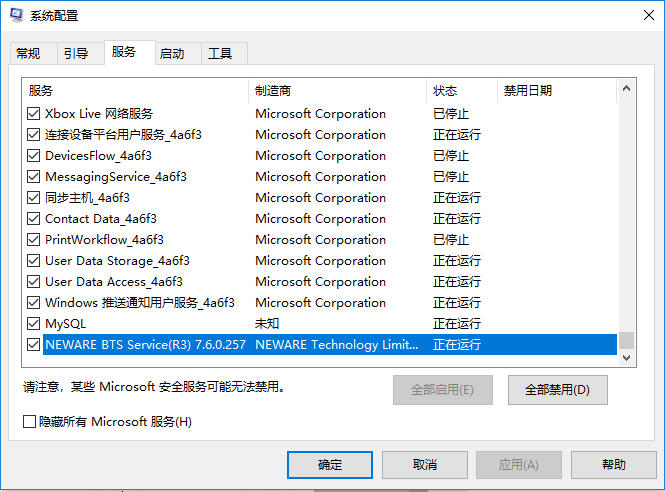 系统配置
常规 引导 服务 启动 工具
服务 制造商 状态 禁用日期
Xbox Live 网络服务 Microsoft Corporation 已停止
连接设备平台用户服务_4a6f3 Microsoft Corporation 正在运行
DevicesFlow_4a6f3 Microsoft Corporation 已停止
MessagingService_4a6f3 Microsoft Corporation 已停止
同步主机_4a6f3 Microsoft Corporation 正在运行
Contact Data_4a6f3 Microsoft Corporation 正在运行
PrintWorkflow_4a6f3 Microsoft Corporation 已停止
User Data Storage_4a6f3 Microsoft Corporation 正在运行
User Data Access_4a6f3 Microsoft Corporation 正在运行
Windows 推送通知用户服务_4a6f3 Microsoft Corporation 正在运行
MySQL 未知 正在运行
NEWARE BTS Service(R3) 7.6.0.257 NEWARE Technology Limit... 正在运行
请注意，某些 Microsoft 安全服务可能无法禁用。 全部启用(E) 全部禁用(D)
隐藏所有 Microsoft 服务(H)
确定 取消 应用(A) 帮助